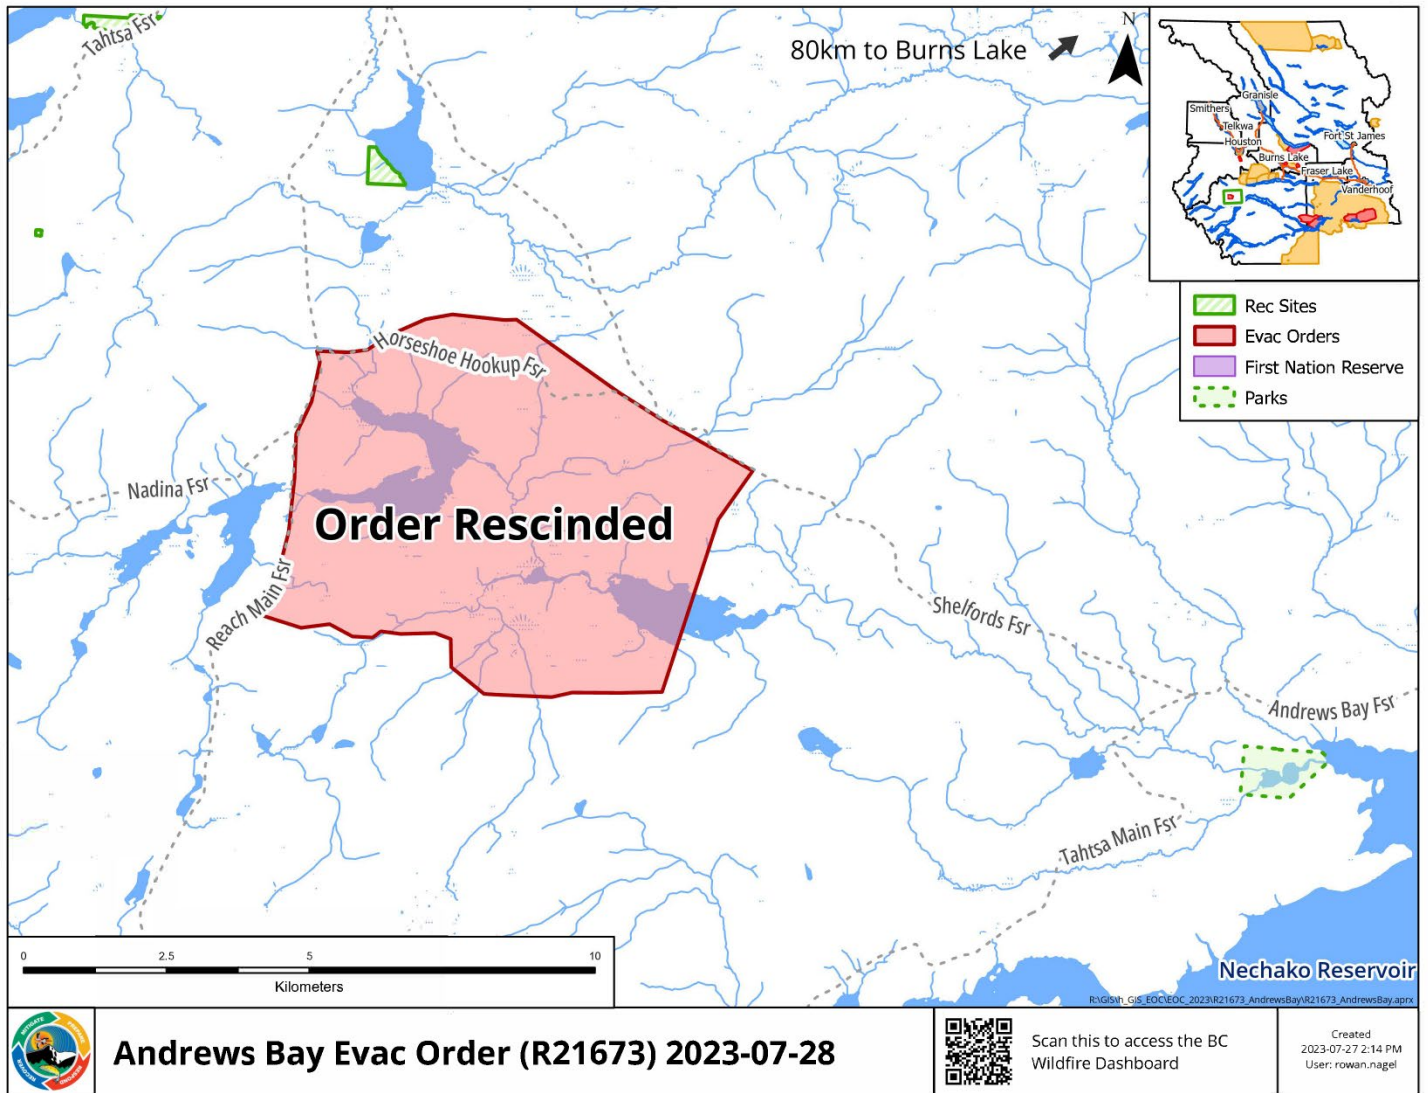 Tahtsa Fsr
80km to Burns Lake
N
Granisle
Smithers
Telkwa
Houston
Fort St James
Burns Lake
Fraser Lake
Vanderhoof
Rec Sites
Evac Orders
First Nation Reserve
Parks
Horseshoe Hookup Fsr
Nadina Fsr
Order Rescinded
Reach Main Fsr
Shelfords Fsr
Andrews Bay Fsr
Tahtsa Main Fsr
0 2.5 5 10
Kilometers
Nechako Reservoir
R:\GIS\h_GIS_EOC\EOC_2023\R21673_AndrewsBay\R21673_AndrewsBay.aprx
MITIGATE PREPARE RESPOND RECOVER
Andrews Bay Evac Order (R21673) 2023-07-28
Scan this to access the BC
Wildfire Dashboard
Created
2023-07-27 2:14 PM
User: rowan.nagel